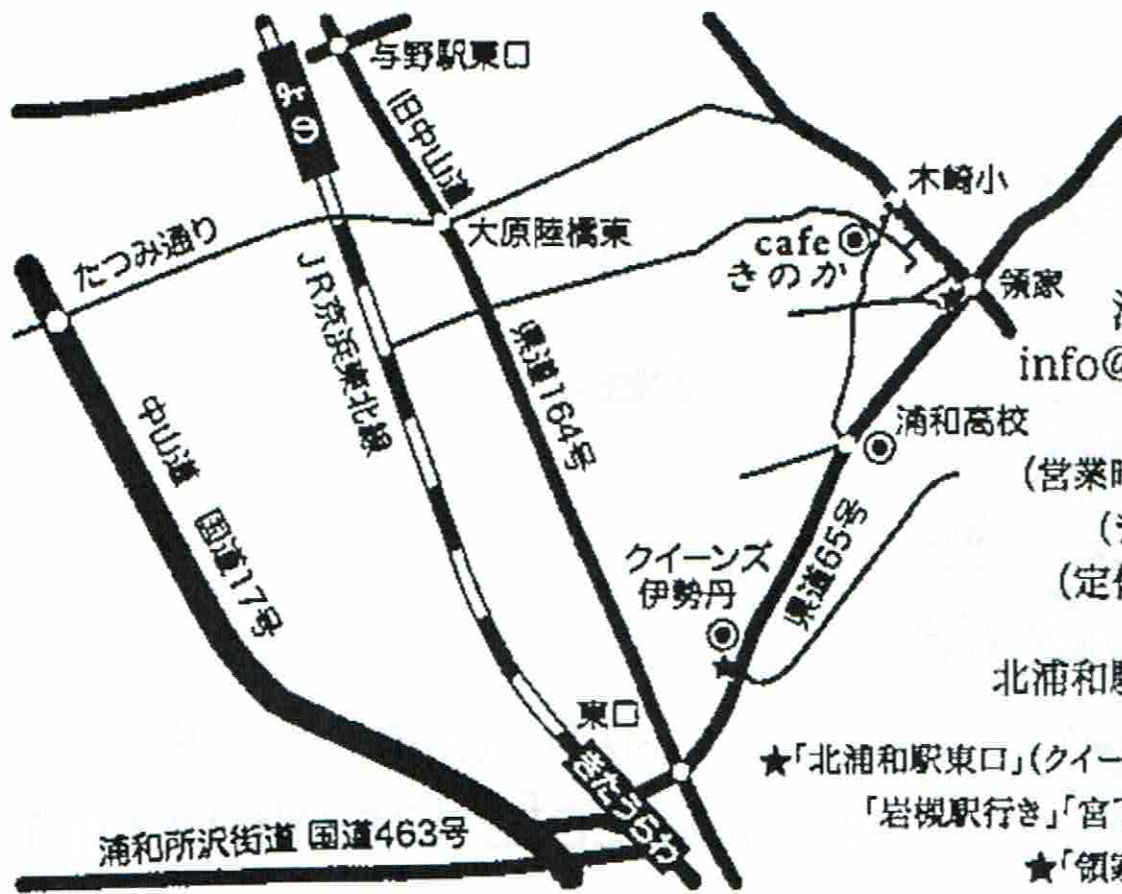 与野駅東口
よの
旧中山道
木崎小
cafe
きのか
大原陸橋東
たつみ通り
領家
JR京浜東北線
info@
県道164号
浦和高校
中山道 国道17号
(営業時
クイーンズ
伊勢丹
県道65号
(定休
北浦和駅
東口
きたうらわ
★「北浦和駅東口」(クイー
「岩槻駅行き」「宮下
浦和所沢街道 国道463号
★「領家